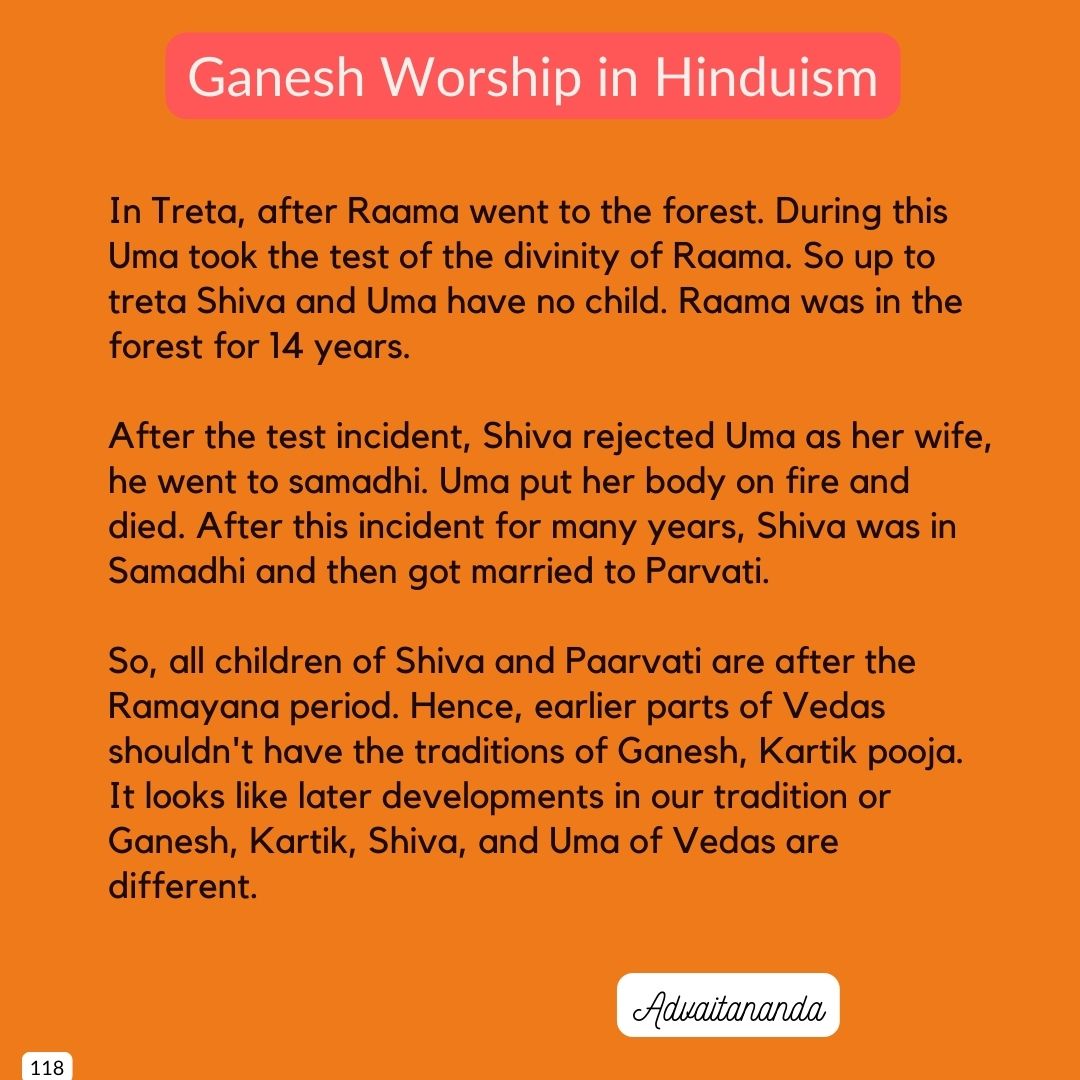 Ganesh Worship in Hinduism
In Treta, after Raama went to the forest. During this
Uma took the test of the divinity of Raama. So up to
treta Shiva and Uma have no child. Raama was in the
forest for 14 years.
After the test incident, Shiva rejected Uma as her wife,
he went to samadhi. Uma put her body on fire and
died. After this incident for many years, Shiva was in
Samadhi and then got married to Parvati.
So, all children of Shiva and Paarvati are after the
Ramayana period. Hence, earlier parts of Vedas
shouldn't have the traditions of Ganesh, Kartik pooja.
It looks like later developments in our tradition or
Ganesh, Kartik, Shiva, and Uma of Vedas are
different.
Advaitananda
118